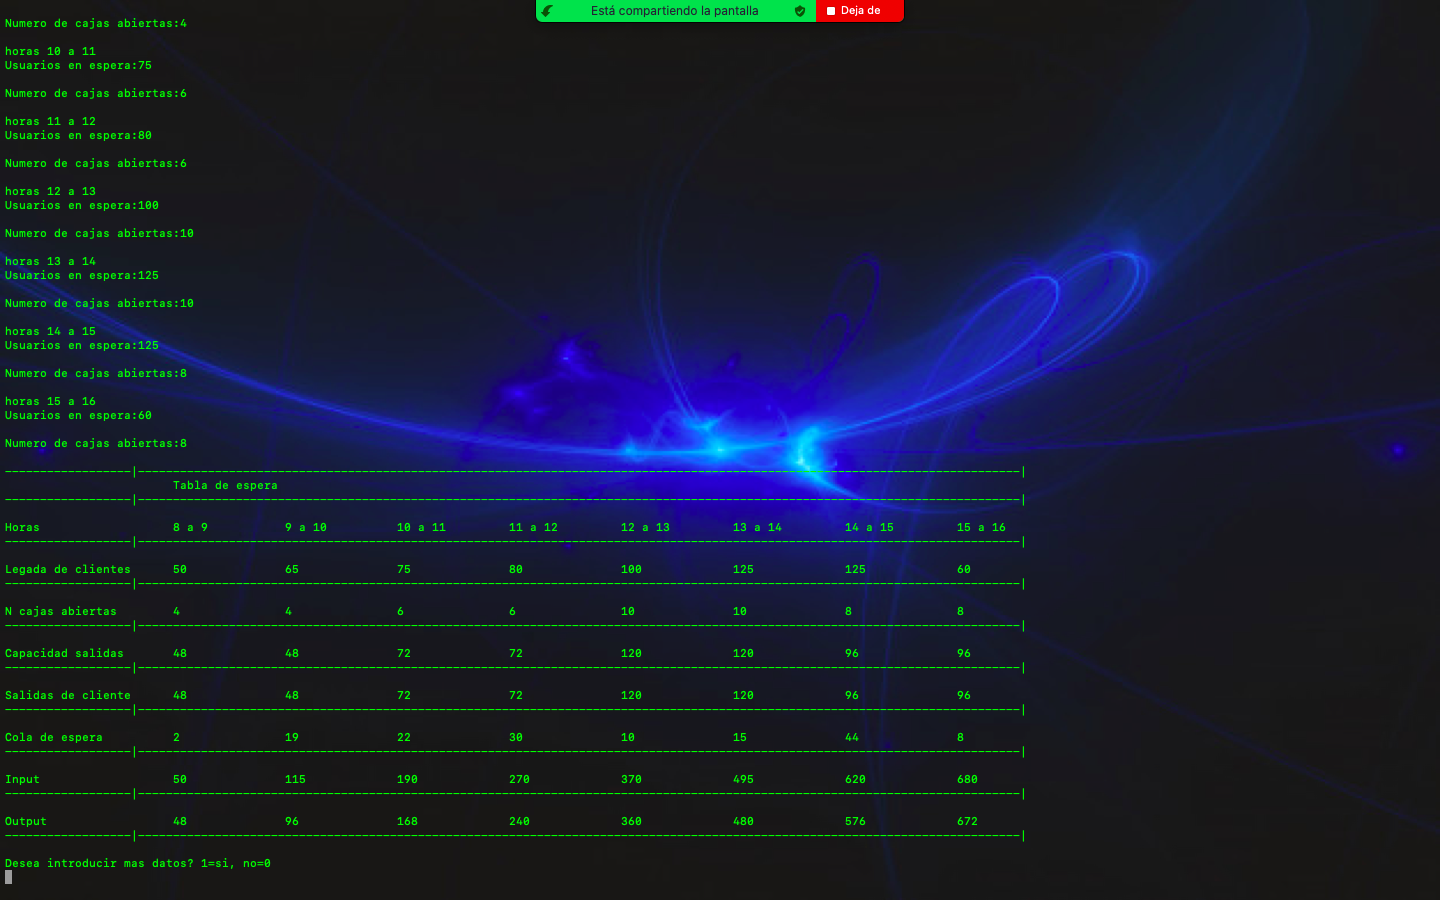 Está compartiendo la pantalla
Deja de
Numero de cajas abiertas:4
horas 10 a 11
Usuarios en espera:75
Numero de cajas abiertas:6
horas 11 a 12
Usuarios en espera:80
Numero de cajas abiertas:6
horas 12 a 13
Usuarios en espera:100
Numero de cajas abiertas:10
horas 13 a 14
Usuarios en espera:125
Numero de cajas abiertas:10
horas 14 a 15
Usuarios en espera:125
Numero de cajas abiertas:8
horas 15 a 16
Usuarios en espera:60
Numero de cajas abiertas:8
Tabla de espera
Horas 8 a 9 9 a 10 10 a 11 11 a 12 12 a 13 13 a 14 14 a 15 15 a 16
Legada de clientes 50 65 75 80 100 125 125 60
N cajas abiertas 4 4 6 6 10 10 8 8
Capacidad salidas 48 48 72 72 120 120 96 96
Salidas de cliente 48 48 72 72 120 120 96 96
Cola de espera 2 19 22 30 10 15 44 8
Input 50 115 190 270 370 495 620 680
Output 48 96 168 240 360 480 576 672
Desea introducir mas datos? 1=si, no=0